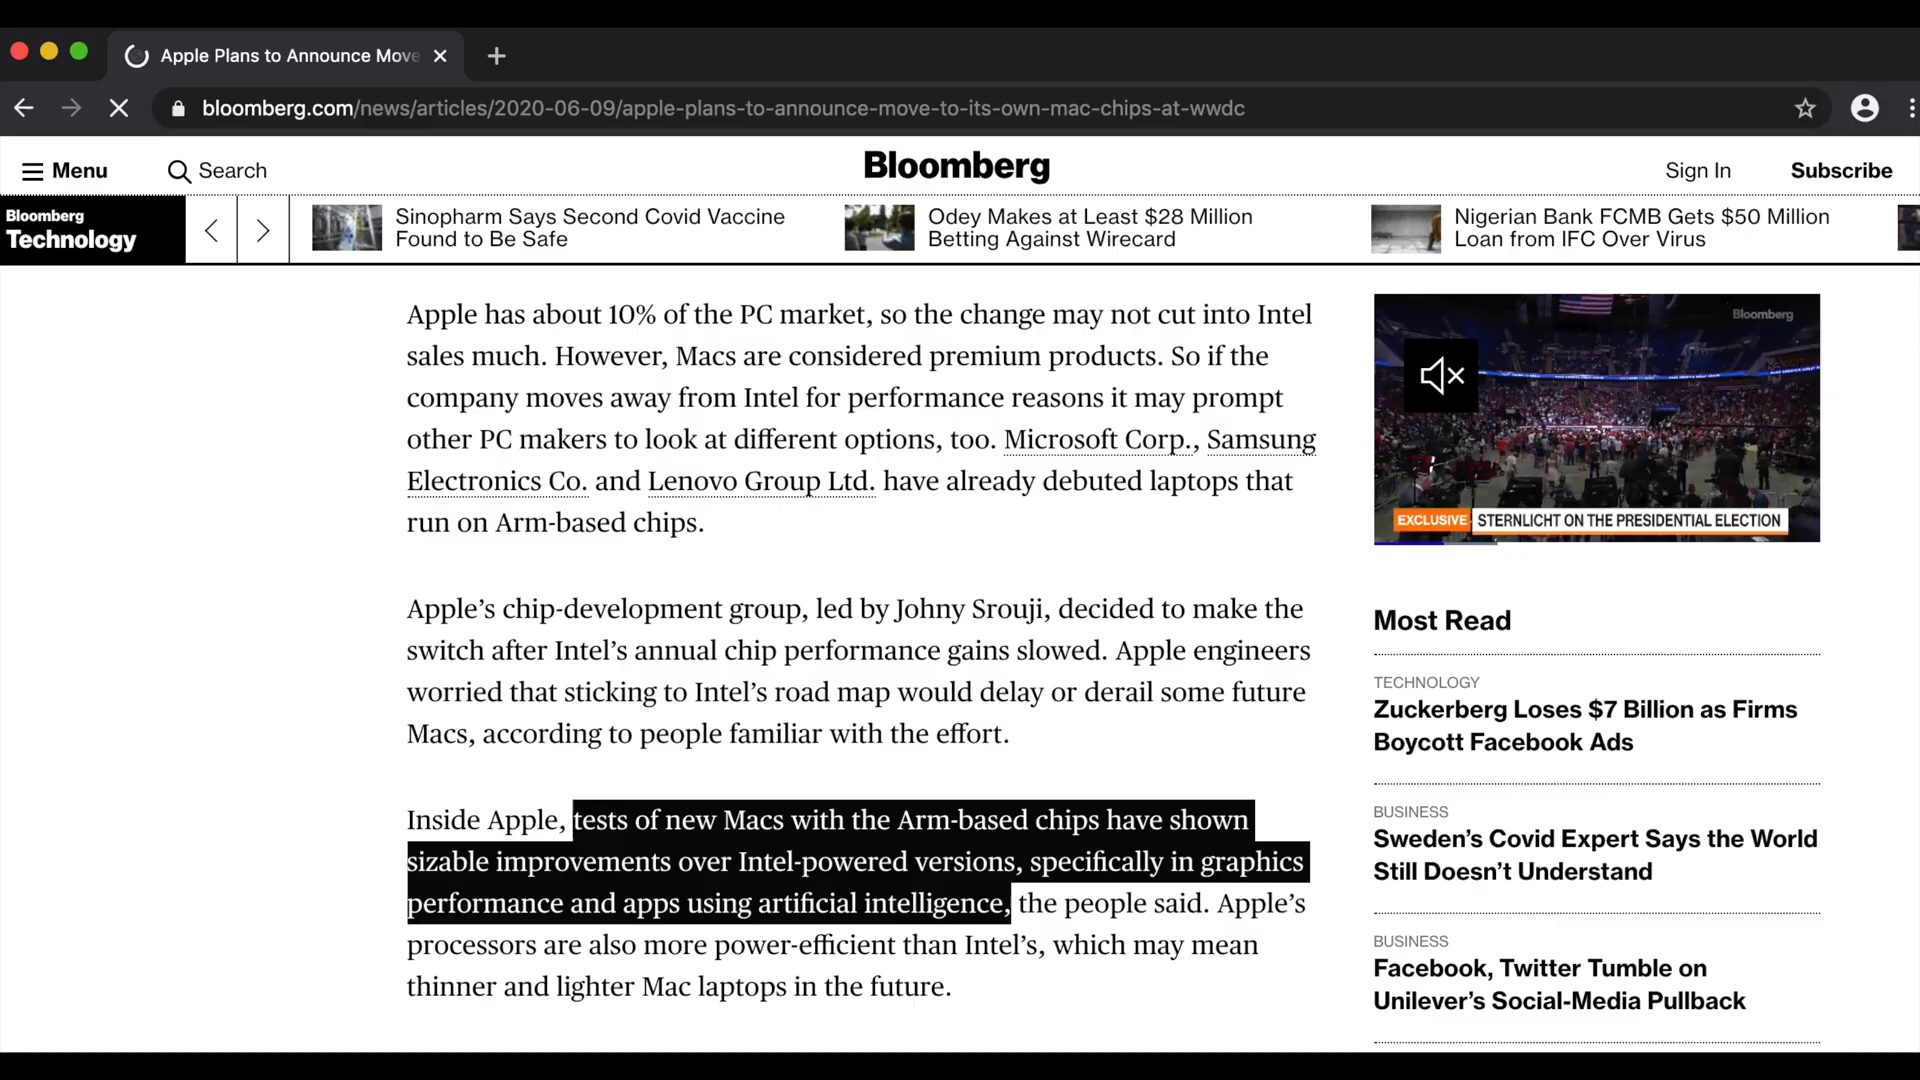 Apple Plans to Announce Move
bloomberg.com/news/articles/2020-06-09/apple-plans-to-announce-move-to-its-own-mac-chips-at-wwdc
Menu
Search
Bloomberg
Sign In
Subscribe
Bloomberg
Technology
Sinopharm Says Second Covid Vaccine
Found to Be Safe
Odey Makes at Least $28 Million
Betting Against Wirecard
Nigerian Bank FCMB Gets $50 Million
Loan from IFC Over Virus
Apple has about 10% of the PC market, so the change may not cut into Intel
sales much. However, Macs are considered premium products. So if the
company moves away from Intel for performance reasons it may prompt
other PC makers to look at different options, too. Microsoft Corp., Samsung
Electronics Co. and Lenovo Group Ltd. have already debuted laptops that
run on Arm-based chips.
Apple’s chip-development group, led by Johny Srouji, decided to make the
switch after Intel’s annual chip performance gains slowed. Apple engineers
worried that sticking to Intel’s road map would delay or derail some future
Macs, according to people familiar with the effort.
Inside Apple, tests of new Macs with the Arm-based chips have shown
sizable improvements over Intel-powered versions, specifically in graphics
performance and apps using artificial intelligence, the people said. Apple’s
processors are also more power-efficient than Intel’s, which may mean
thinner and lighter Mac laptops in the future.
Bloomberg
EXCLUSIVE STERNLICHT ON THE PRESIDENTIAL ELECTION
Most Read
TECHNOLOGY
Zuckerberg Loses $7 Billion as Firms
Boycott Facebook Ads
BUSINESS
Sweden’s Covid Expert Says the World
Still Doesn’t Understand
BUSINESS
Facebook, Twitter Tumble on
Unilever’s Social-Media Pullback